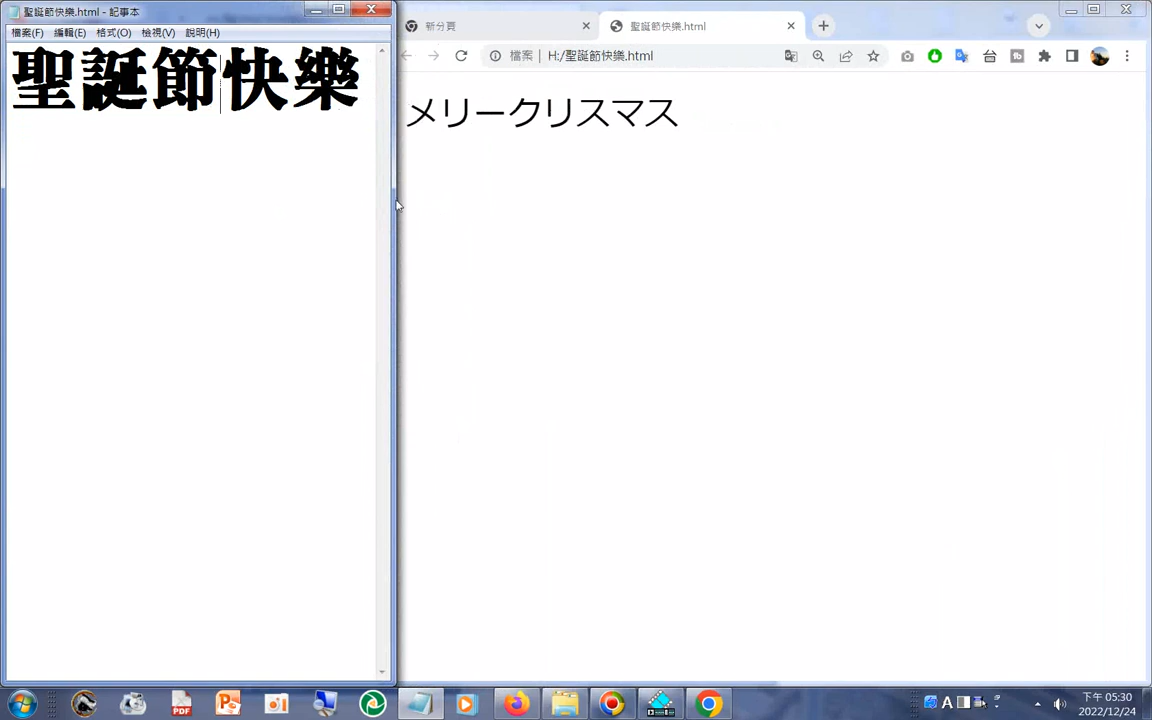 聖誕節快樂.html - 記事本
檔案(F) 編輯(E) 格式(O) 檢視(V) 說明(H)
聖誕節快樂
新分頁
聖誕節快樂.html
檔案 H:/聖誕節快樂.html
メリークリスマス
PDF
A
下午 05:30
2022/12/24